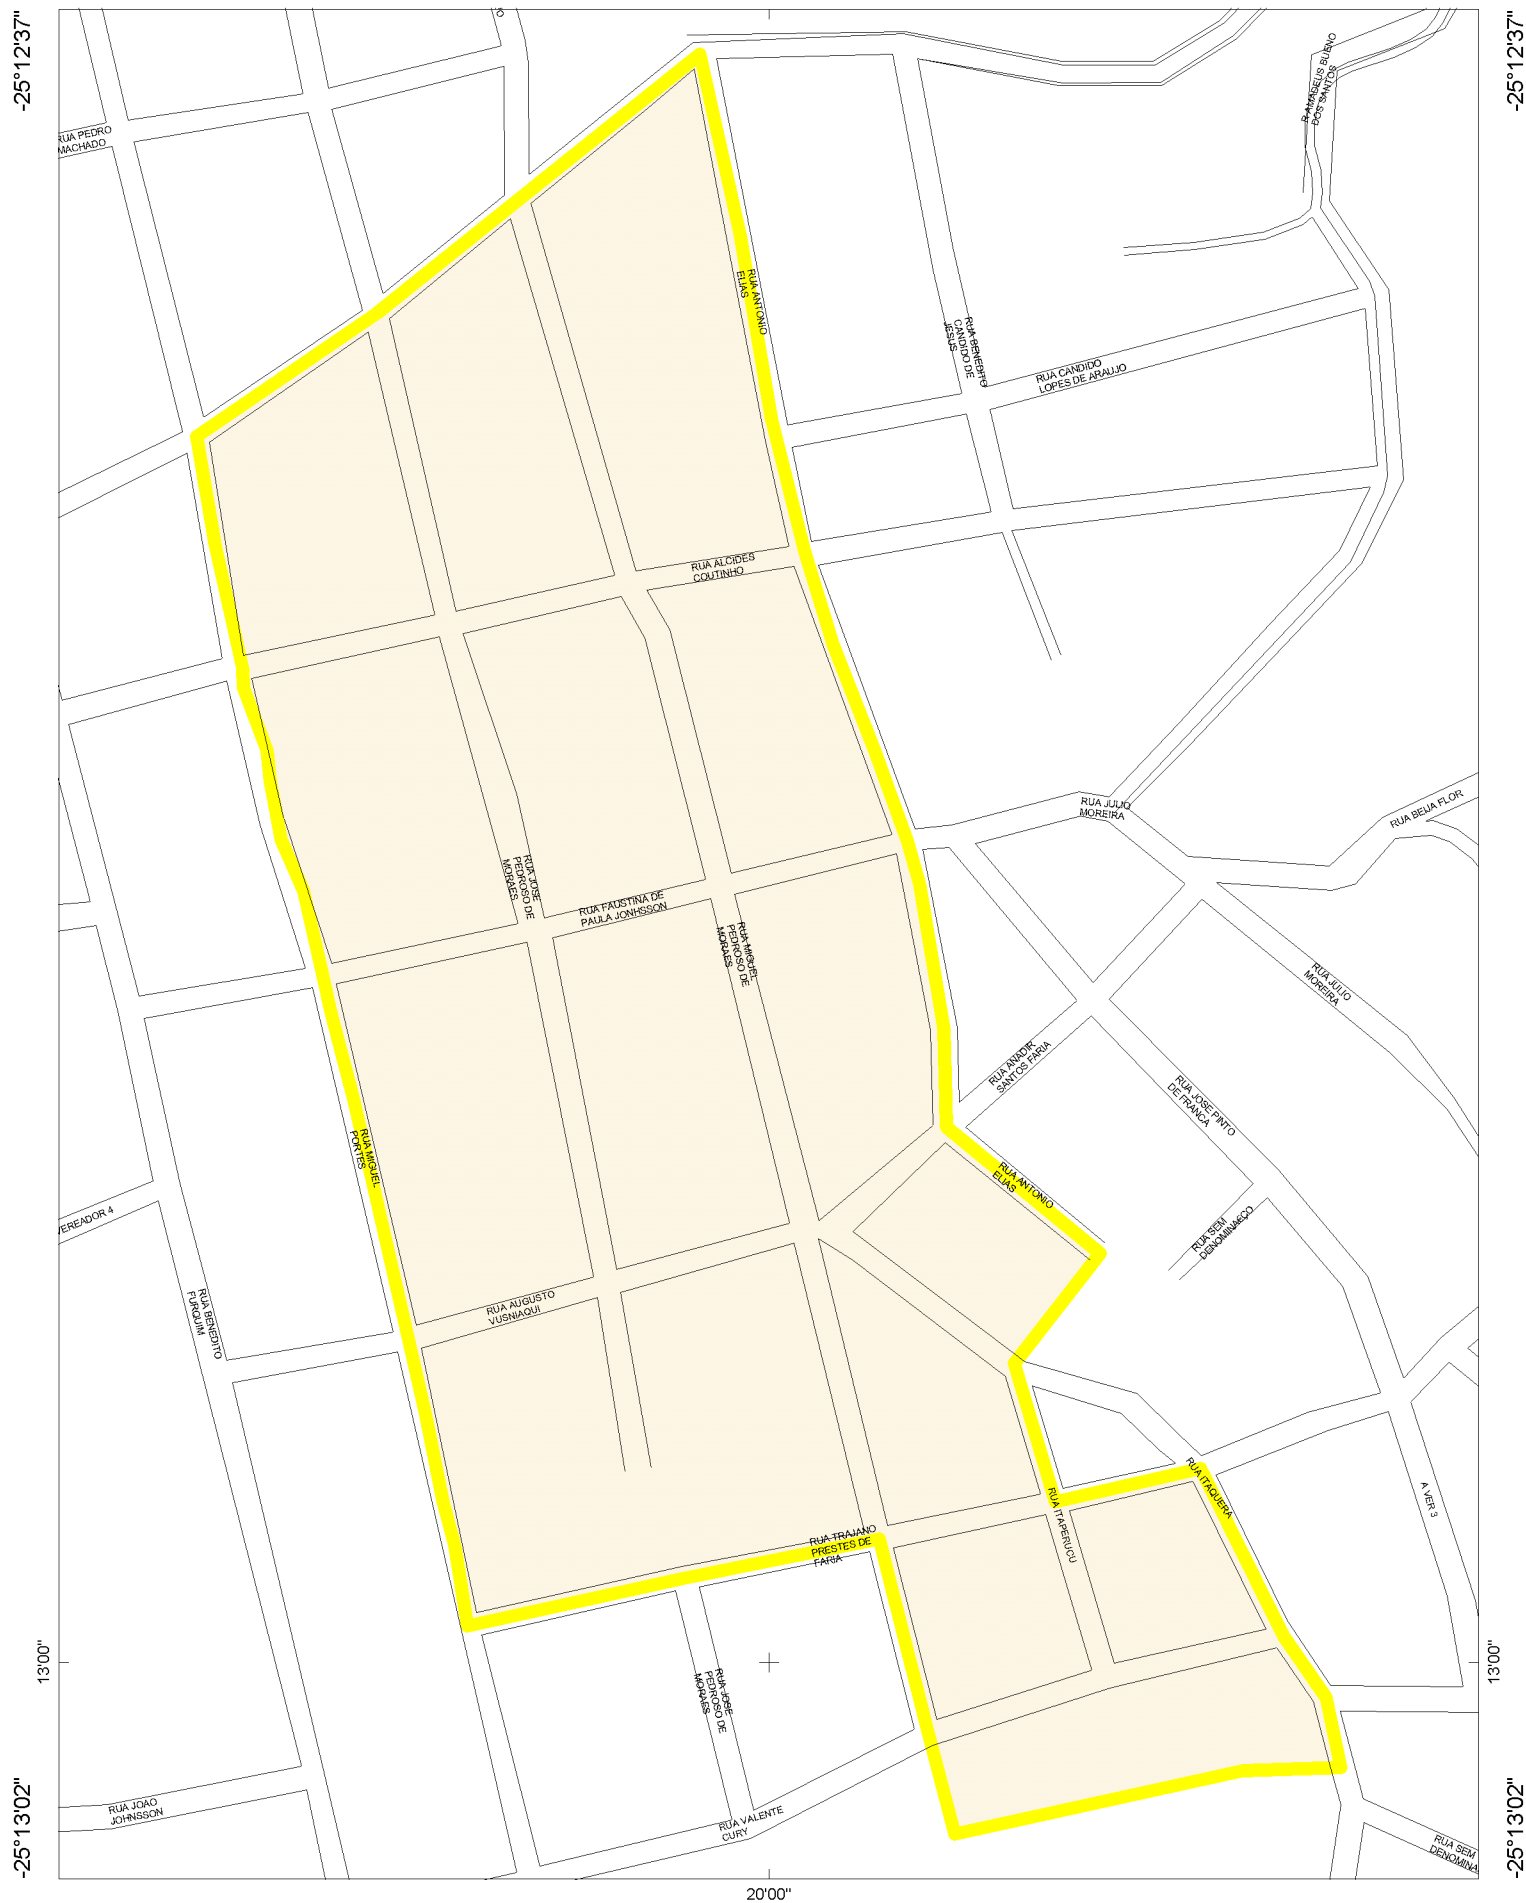 -25°12'37"
-25°12'37"
R AMADEUS BUENO
DOS SANTOS
RUA PEDRO
MACHADO
RUA ANTONIO
ELIAS
RUA BENEDITO
CANDIDO DE
JESUS
RUA CANDIDO
LOPES DE ARAUJO
RUA ALCIDES
COUTINHO
RUA JULIO
MOREIRA
RUA BEIJA FLOR
RUA JOSE
PEDROSO DE
MORAES
RUA FAUSTINA DE
PAULA JONHSSON
RUA MIGUEL
PEDROSO DE
MORAES
RUA JULIO
MOREIRA
RUA ANADIR
SANTOS FARIA
RUA JOSE PINTO
DE FRANCA
RUA MIGUEL
PORTES
RUA ANTONIO
ELIAS
VEREADOR 4
RUA SEM
DENOMINAÇCO
RUA BENEDITO
FURQUIM
RUA AUGUSTO
VUSNIAQUI
RUA ITAQUERA
A VER 3
RUA ITAPERUCU
RUA TRAJANO
PRESTES DE
FARIA
13'00"
13'00"
RUA JOSE
PEDROSO DE
MORAES
RUA JOAO
JOHNSSON
RUA VALENTE
CURY
RUA SEM
DENOMINA
-25°13'02"
-25°13'02"
20'00"